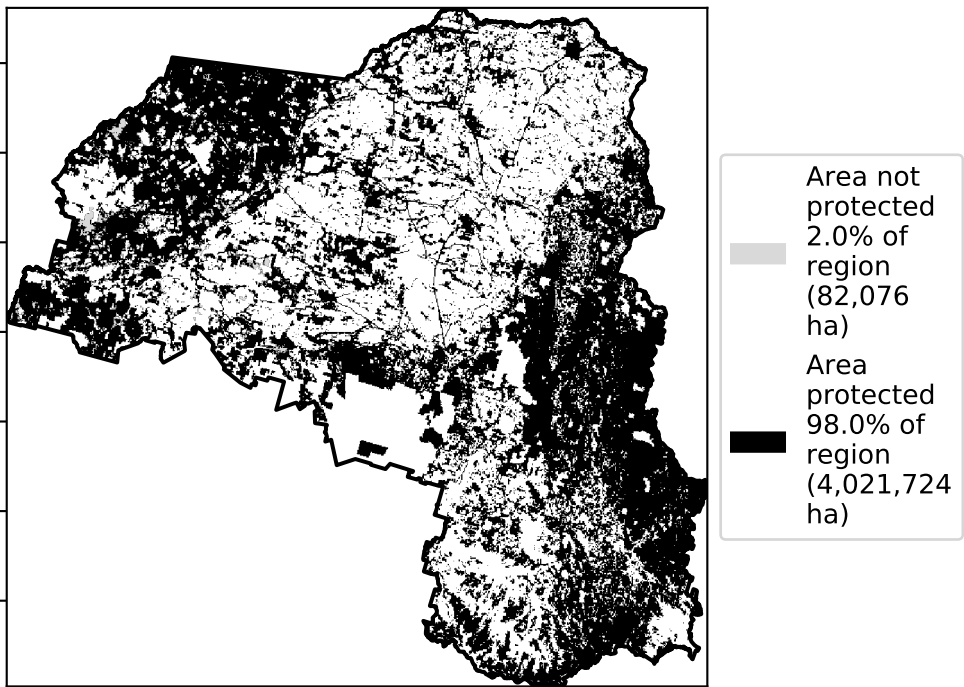 Area not
protected
2.0% of
region
(82,076
ha)
Area
protected
98.0% of
region
(4,021,724
ha)